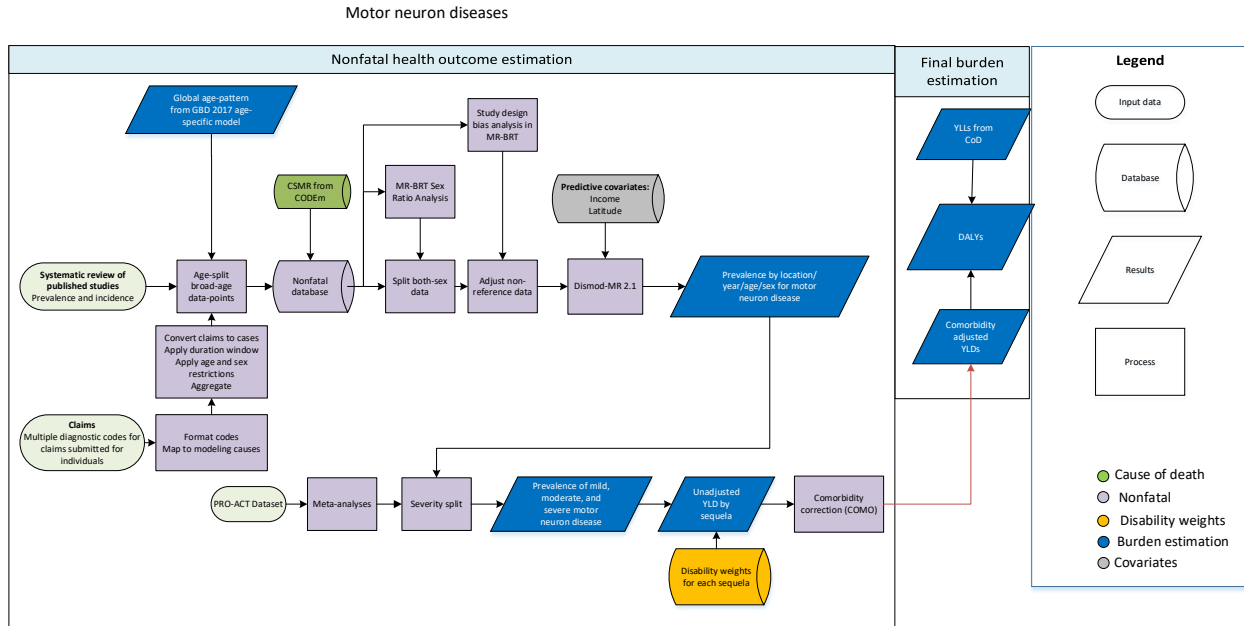 Motor neuron diseases
Nonfatal health outcome estimation
Final burden
estimation
Legend
Global age-pattern
from GBD 2017 age-
specific model
Study design
bias analysis in
MR-BRT
YLLs from
CoD
Input data
CSMR from
CODEm
MR-BRT Sex
Ratio Analysis
Predictive covariates:
Income
Latitude
Database
DALYs
Systematic review of
published studies
Prevalence and incidence
Age-split
broad-age
data-points
Nonfatal
database
Split both-sex
data
Adjust non-
reference data
Dismod-MR 2.1
Prevalence by location/
year/age/sex for motor
neuron disease
Results
Convert claims to cases
Apply duration window
Apply age and sex
restrictions
Aggregate
Comorbidity
adjusted
YLDs
Process
Claims
Multiple diagnostic codes for
claims submitted for
individuals
Format codes
Map to modeling causes
PRO-ACT Dataset
Meta-analyses
Severity split
Prevalence of mild,
moderate, and
severe motor
neuron disease
Unadjusted
YLD by
sequela
Comorbidity
correction (COMO)
Disability weights
for each sequela
Cause of death
Nonfatal
Disability weights
Burden estimation
Covariates